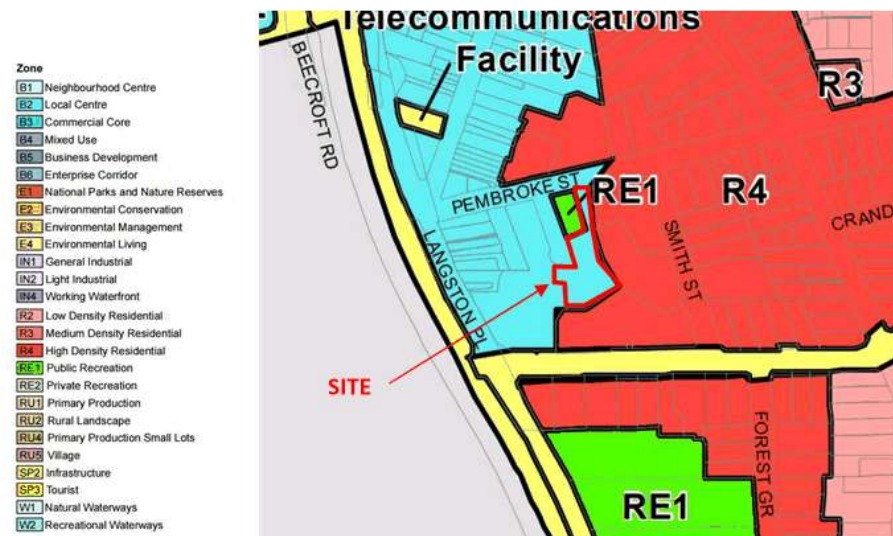 Zone
B1 Neighbourhood Centre
B2 Local Centre
B3 Commercial Core
B4 Mixed Use
B5 Business Development
B6 Enterprise Corridor
E1 National Parks and Nature Reserves
E2 Environmental Conservation
E3 Environmental Management
E4 Environmental Living
IN1 General Industrial
IN2 Light Industrial
IN4 Working Waterfront
R2 Low Density Residential
R3 Medium Density Residential
R4 High Density Residential
RE1 Public Recreation
RE2 Private Recreation
RU1 Primary Production
RU2 Rural Landscape
RU4 Primary Production Small Lots
RU5 Village
SP2 Infrastructure
SP3 Tourist
W1 Natural Waterways
W2 Recreational Waterways
Telecommunications
Facility
BEECROFT RD
R3
PEMBROKE ST
RE1
R4
CRAND
SMITH ST
LANGSTON PL
SITE
FOREST GR
RE1